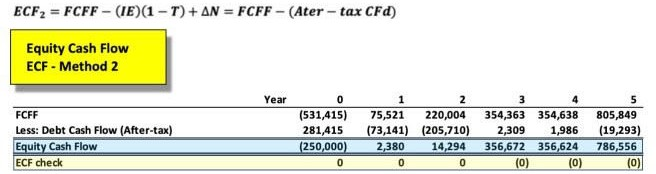 ECF₂ = FCFF – (IE)(1 – T) + ΔN = FCFF – (Ater – tax CFd)
Equity Cash Flow
ECF - Method 2
Year 0 1 2 3 4 5
FCFF (531,415) 75,521 220,004 354,363 354,638 805,849
Less: Debt Cash Flow (After-tax) 281,415 (73,141) (205,710) 2,309 1,986 (19,293)
Equity Cash Flow (250,000) 2,380 14,294 356,672 356,624 786,556
ECF check 0 0 0 (0) (0) (0)